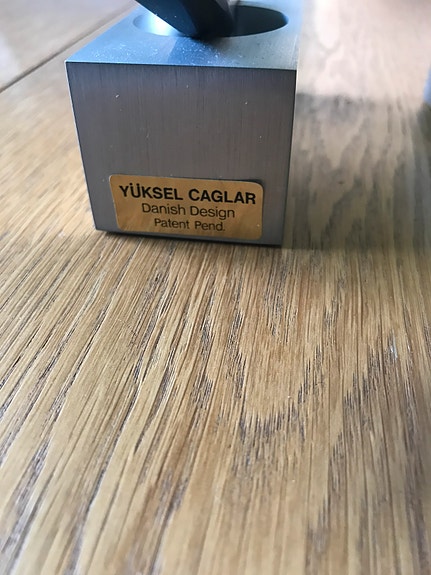 YÜKSEL CAGLAR
Danish Design
Patent Pend.